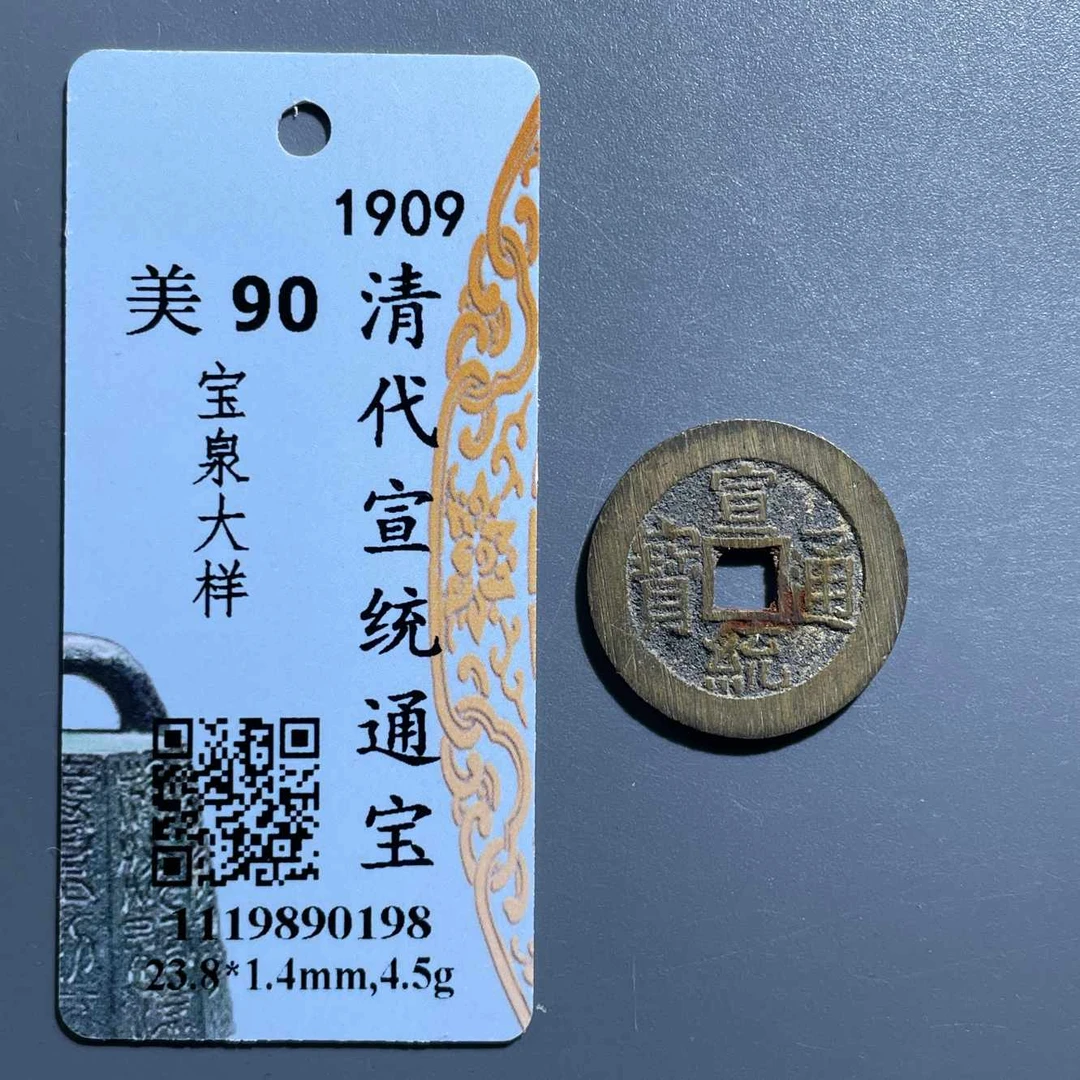 1909
清代宣统通宝
美 90
宝泉大样
1119890198
23.8*1.4mm,4.5g
宣統通寶